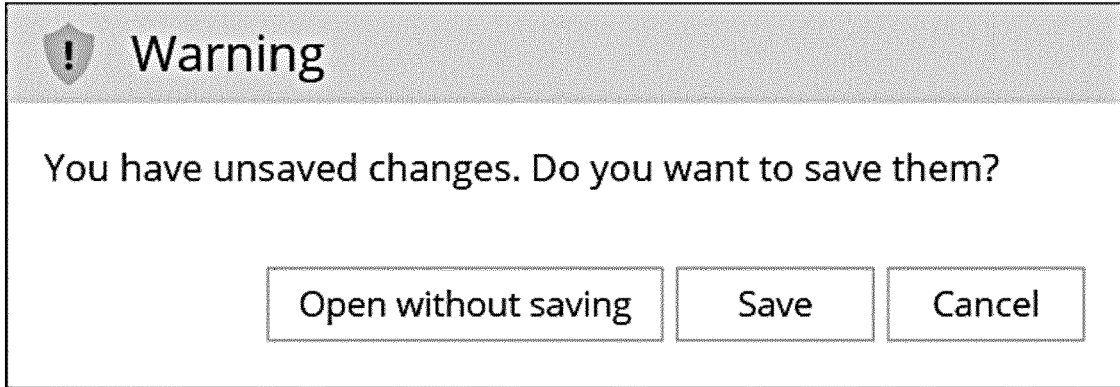 ! Warning
You have unsaved changes. Do you want to save them?
Open without saving Save Cancel